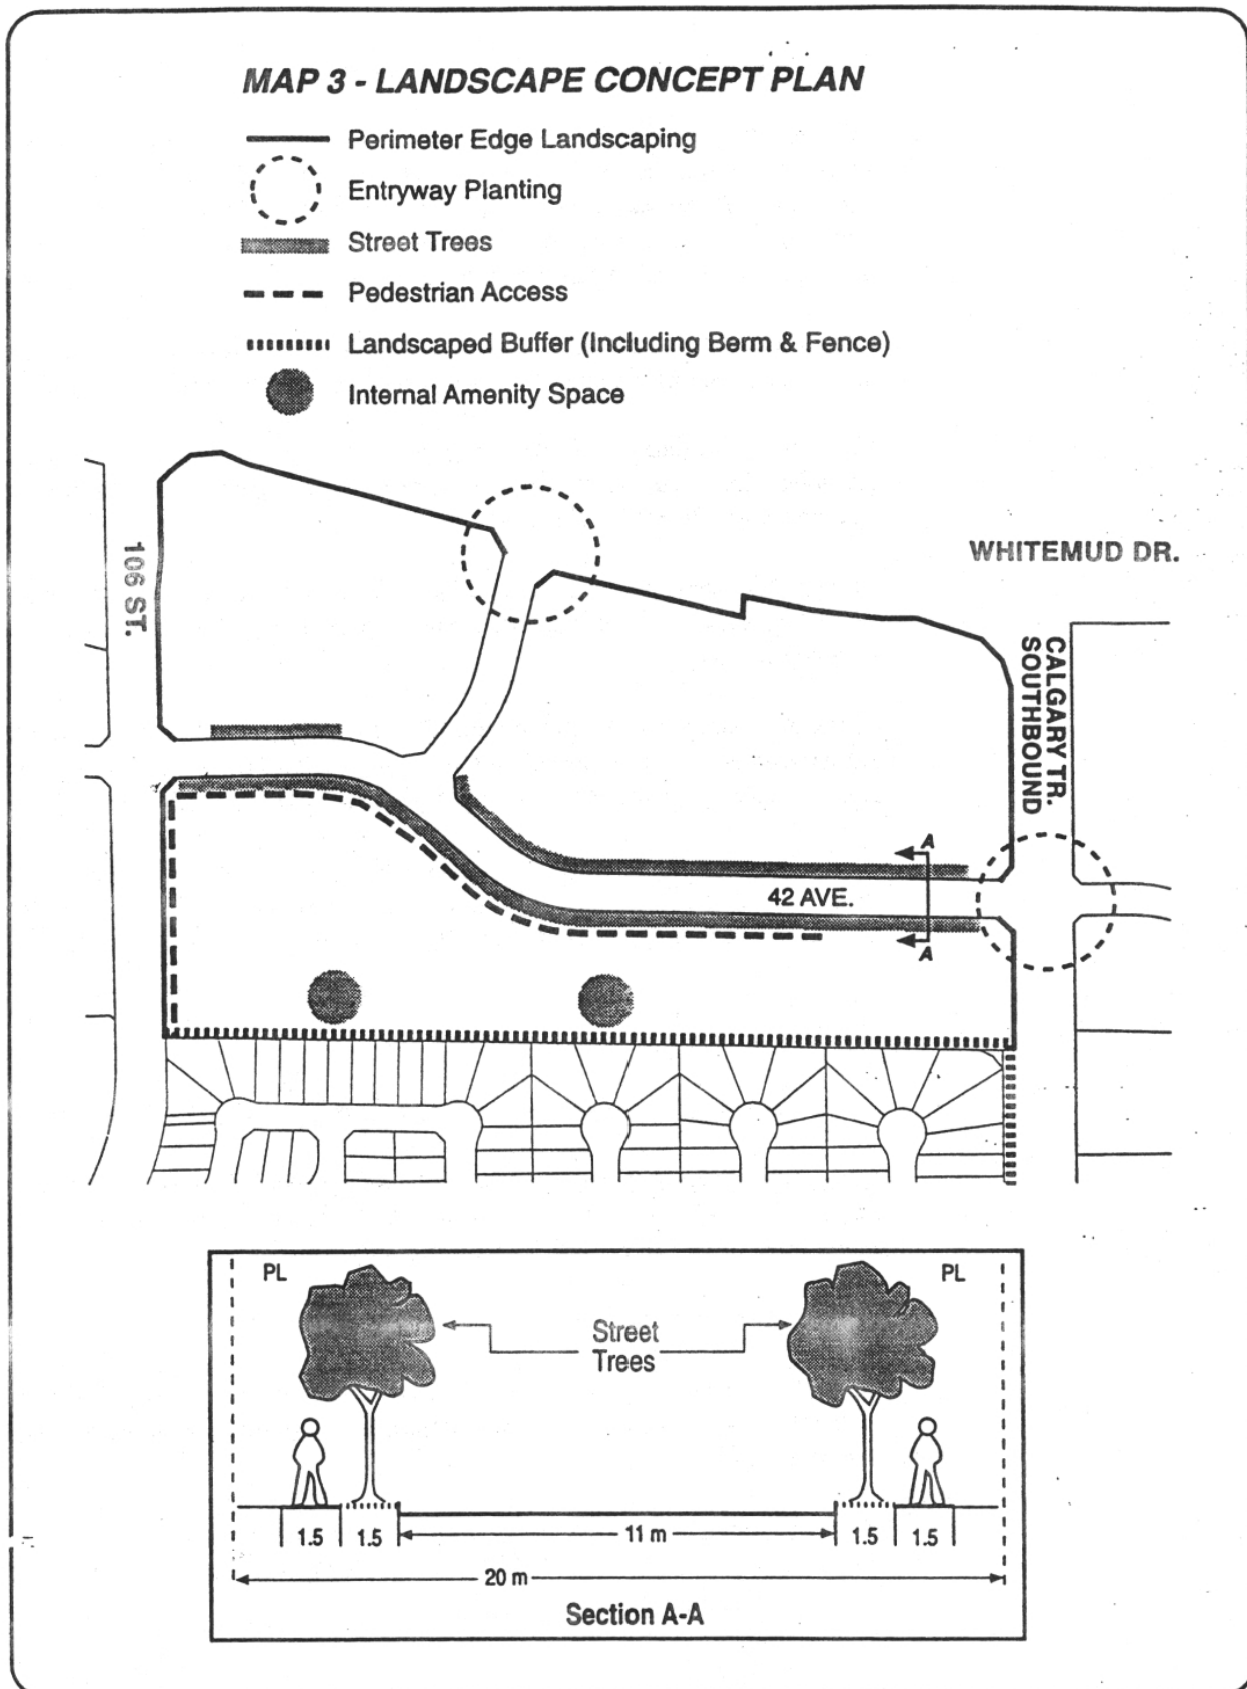 MAP 3 - LANDSCAPE CONCEPT PLAN
Perimeter Edge Landscaping
Entryway Planting
Street Trees
Pedestrian Access
Landscaped Buffer (Including Berm & Fence)
Internal Amenity Space
106 ST.
WHITEMUD DR.
CALGARY TR.
SOUTHBOUND
A
42 AVE.
A
PL
PL
Street
Trees
1.5
1.5
11 m
1.5
1.5
20 m
Section A-A